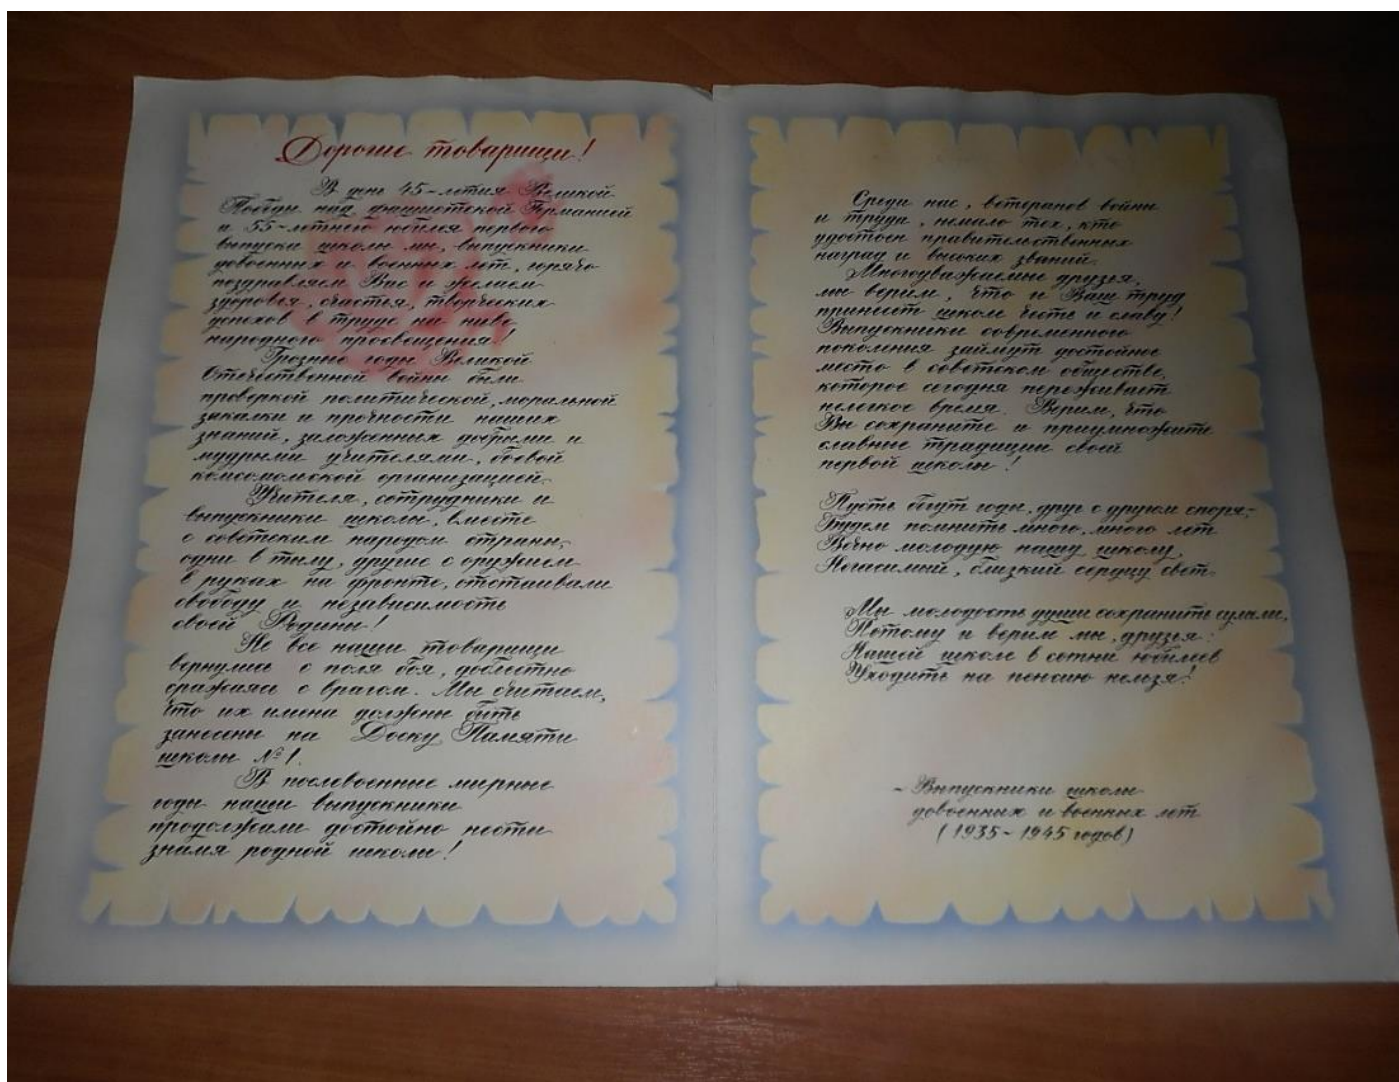 Дорогие товарищи!
В день 45-летия Великой
Победы над фашистской Германией
и 55-летнего юбилея первого
выпуска школы мы, выпускники
довоенных и военных лет, горячо
поздравляем Вас и желаем
здоровья, счастья, творческих
успехов в труде на ниве
народного просвещения!
Грозные годы Великой
Отечественной войны были
проверкой политической, моральной
закалки и прочности наших
знаний, заложенных добрыми и
мудрыми учителями, боевой
комсомольской организацией.
Учителя, сотрудники и
выпускники школы, вместе
с советским народом страны,
одни в тылу, другие с оружием
в руках на фронте, отстаивали
свободу и независимость
своей Родины!
Не все наши товарищи
вернулись с поля боя, доблестно
сражаясь с врагом. Мы считаем,
что их имена должны быть
занесены на Доску Памяти
школы № 1.
В послевоенные мирные
годы наши выпускники
продолжали достойно нести
знамя родной школы!
Среди нас, ветеранов войны
и труда, немало тех, кто
удостоен правительственных
наград и высоких званий.
Многоуважаемые друзья,
мы верим, что и Ваш труд
принесёт школе честь и славу!
Выпускники современного
поколения займут достойное
место в советском обществе,
которое сегодня переживает
нелегкое время. Верим, что
Вы сохраните и приумножите
славные традиции своей
первой школы!
Пусть бегут годы, друг с другом споря,-
Будем помнить много, много лет
Вечно молодую нашу школу,
Негасимый, близкий сердцу свет.
Мы молодость души сохранить сумели,
Потому и верим мы, друзья:
Нашей школе в сотни юбилеев
Уходить на пенсию нельзя!
- Выпускники школы
довоенных и военных лет
(1935-1945 годов)